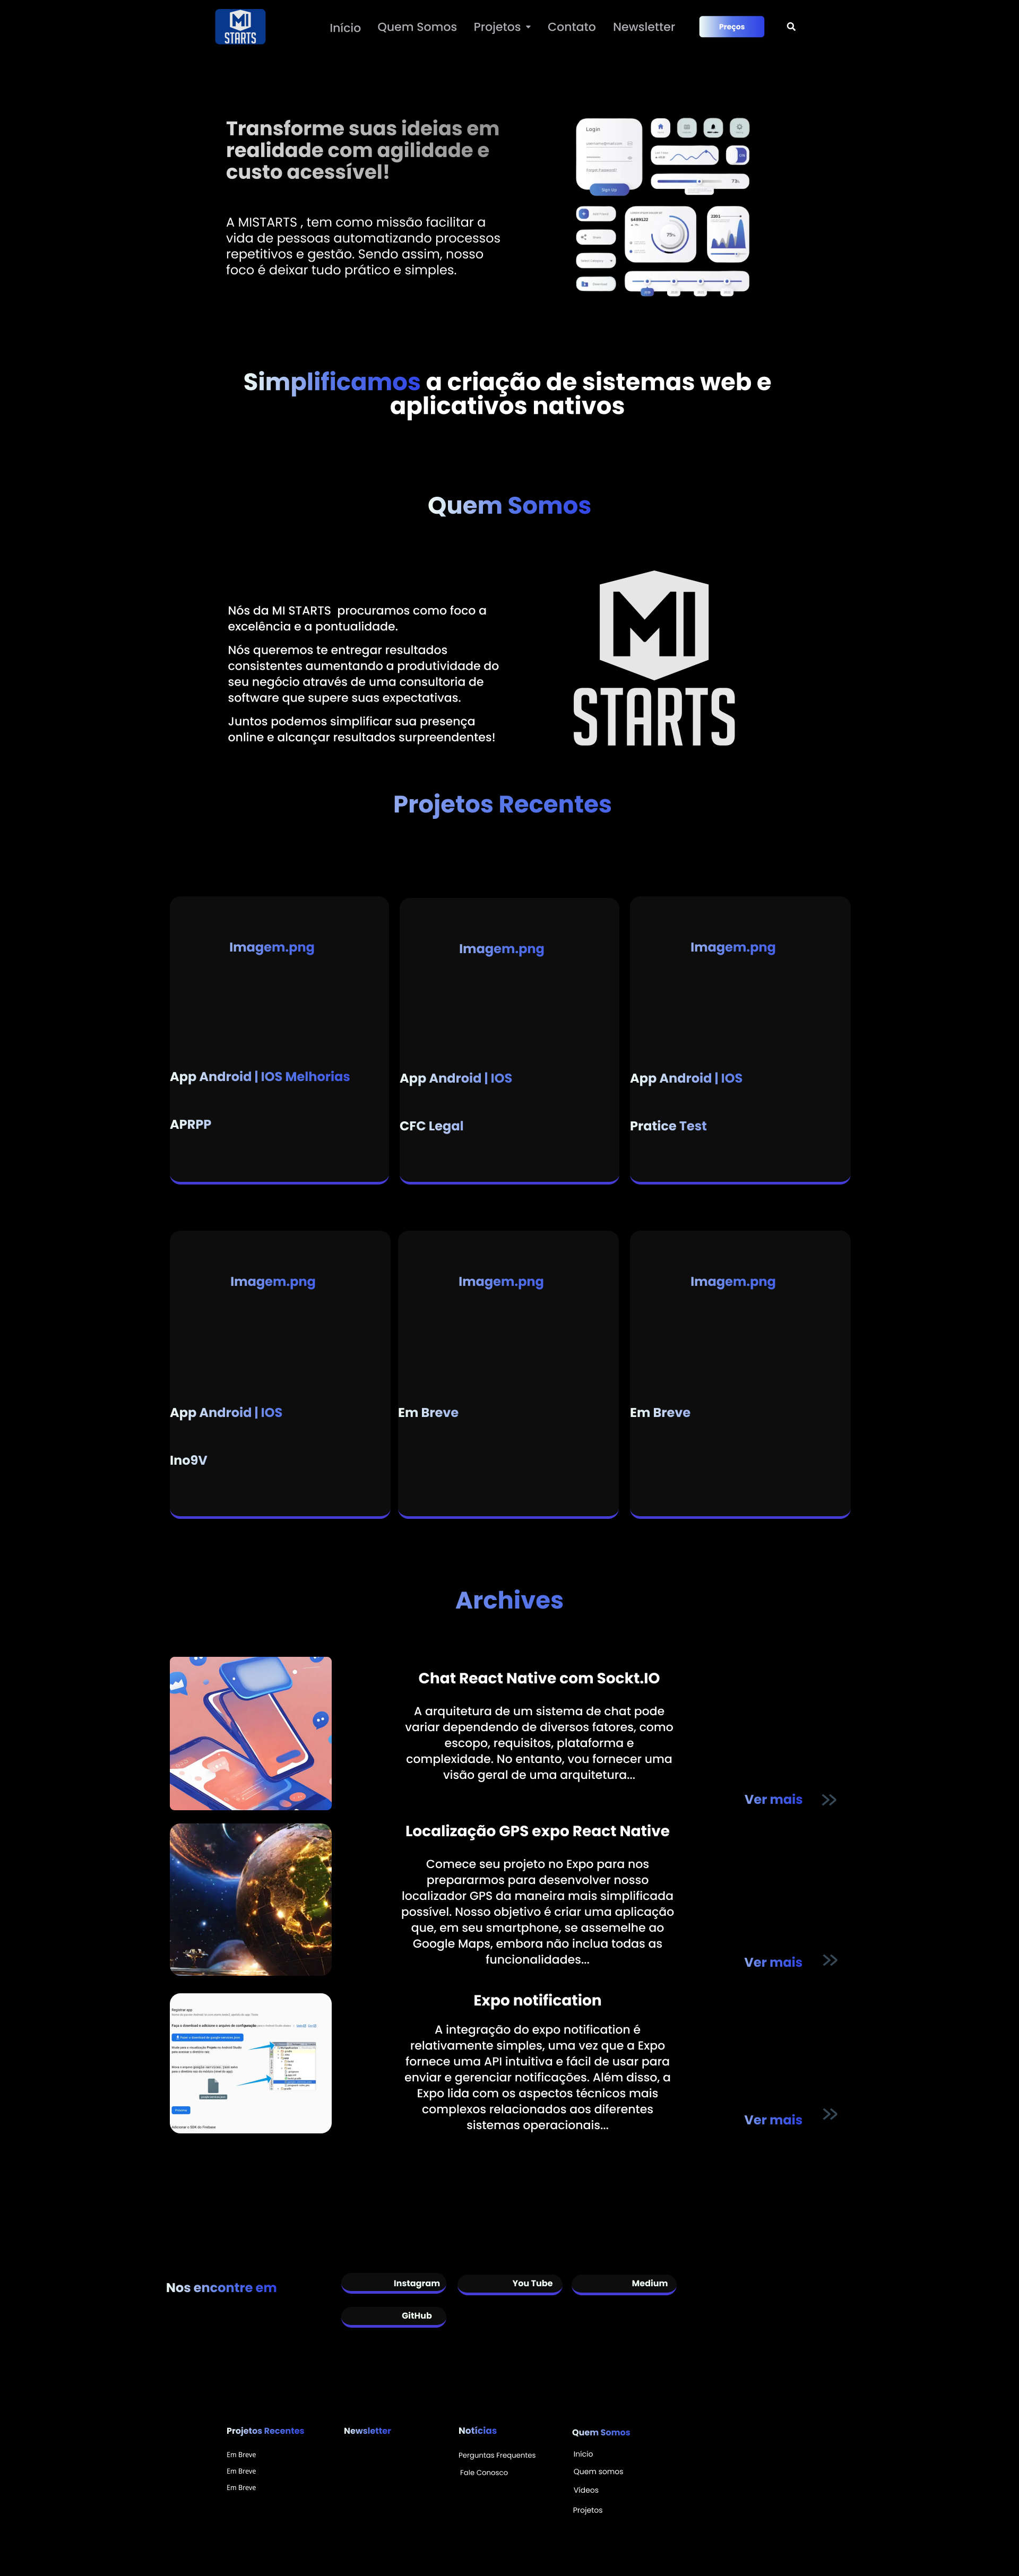 MI
STARTS
Início
Quem Somos
Projetos
Contato
Newsletter
Preços
Transforme suas ideias em
realidade com agilidade e
custo acessível!
A MISTARTS , tem como missão facilitar a
vida de pessoas automatizando processos
repetitivos e gestão. Sendo assim, nosso
foco é deixar tudo prático e simples.
Login
Sign Up
73%
75%
Simplificamos a criação de sistemas web e
aplicativos nativos
Quem Somos
Nós da MI STARTS  procuramos como foco a
excelência e a pontualidade.
Nós queremos te entregar resultados
consistentes aumentando a produtividade do
seu negócio através de uma consultoria de
software que supere suas expectativas.
Juntos podemos simplificar sua presença
online e alcançar resultados surpreendentes!
MI
STARTS
Projetos Recentes
Imagem.png
App Android | IOS Melhorias
APRPP
Imagem.png
App Android | IOS
CFC Legal
Imagem.png
App Android | IOS
Pratice Test
Imagem.png
App Android | IOS
Ino9V
Imagem.png
Em Breve
Imagem.png
Em Breve
Archives
Chat React Native com Sockt.IO
A arquitetura de um sistema de chat pode
variar dependendo de diversos fatores, como
escopo, requisitos, plataforma e
complexidade. No entanto, vou fornecer uma
visão geral de uma arquitetura...
Ver mais
Localização GPS expo React Native
Comece seu projeto no Expo para nos
prepararmos para desenvolver nosso
localizador GPS da maneira mais simplificada
possível. Nosso objetivo é criar uma aplicação
que, em seu smartphone, se assemelhe ao
Google Maps, embora não inclua todas as
funcionalidades...
Ver mais
Registrar app
Expo notification
A integração do expo notification é
relativamente simples, uma vez que a Expo
fornece uma API intuitiva e fácil de usar para
enviar e gerenciar notificações. Além disso, a
Expo lida com os aspectos técnicos mais
complexos relacionados aos diferentes
sistemas operacionais...
Ver mais
Nos encontre em
Instagram
You Tube
Medium
GitHub
Projetos Recentes
Em Breve
Em Breve
Em Breve
Newsletter
Notícias
Perguntas Frequentes
Fale Conosco
Quem Somos
Início
Quem somos
Vídeos
Projetos